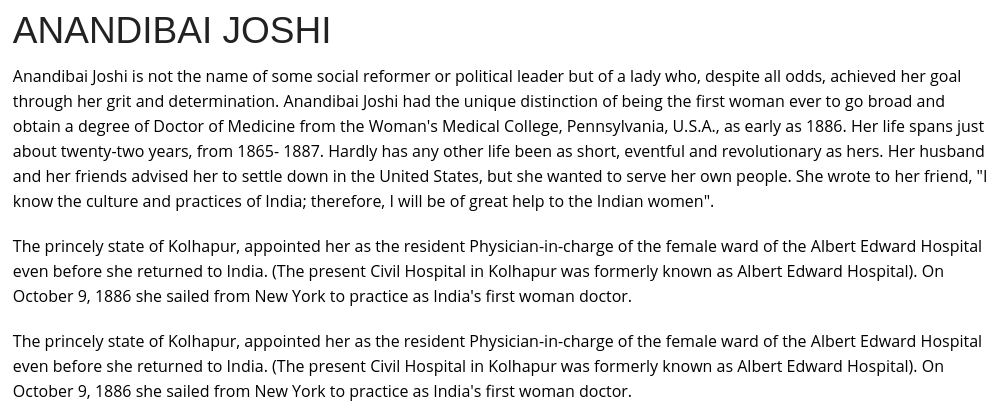 ANANDIBAI JOSHI
Anandibai Joshi is not the name of some social reformer or political leader but of a lady who, despite all odds, achieved her goal
through her grit and determination. Anandibai Joshi had the unique distinction of being the first woman ever to go broad and
obtain a degree of Doctor of Medicine from the Woman's Medical College, Pennsylvania, U.S.A., as early as 1886. Her life spans just
about twenty-two years, from 1865- 1887. Hardly has any other life been as short, eventful and revolutionary as hers. Her husband
and her friends advised her to settle down in the United States, but she wanted to serve her own people. She wrote to her friend, "I
know the culture and practices of India; therefore, I will be of great help to the Indian women".
The princely state of Kolhapur, appointed her as the resident Physician-in-charge of the female ward of the Albert Edward Hospital
even before she returned to India. (The present Civil Hospital in Kolhapur was formerly known as Albert Edward Hospital). On
October 9, 1886 she sailed from New York to practice as India's first woman doctor.
The princely state of Kolhapur, appointed her as the resident Physician-in-charge of the female ward of the Albert Edward Hospital
even before she returned to India. (The present Civil Hospital in Kolhapur was formerly known as Albert Edward Hospital). On
October 9, 1886 she sailed from New York to practice as India's first woman doctor.